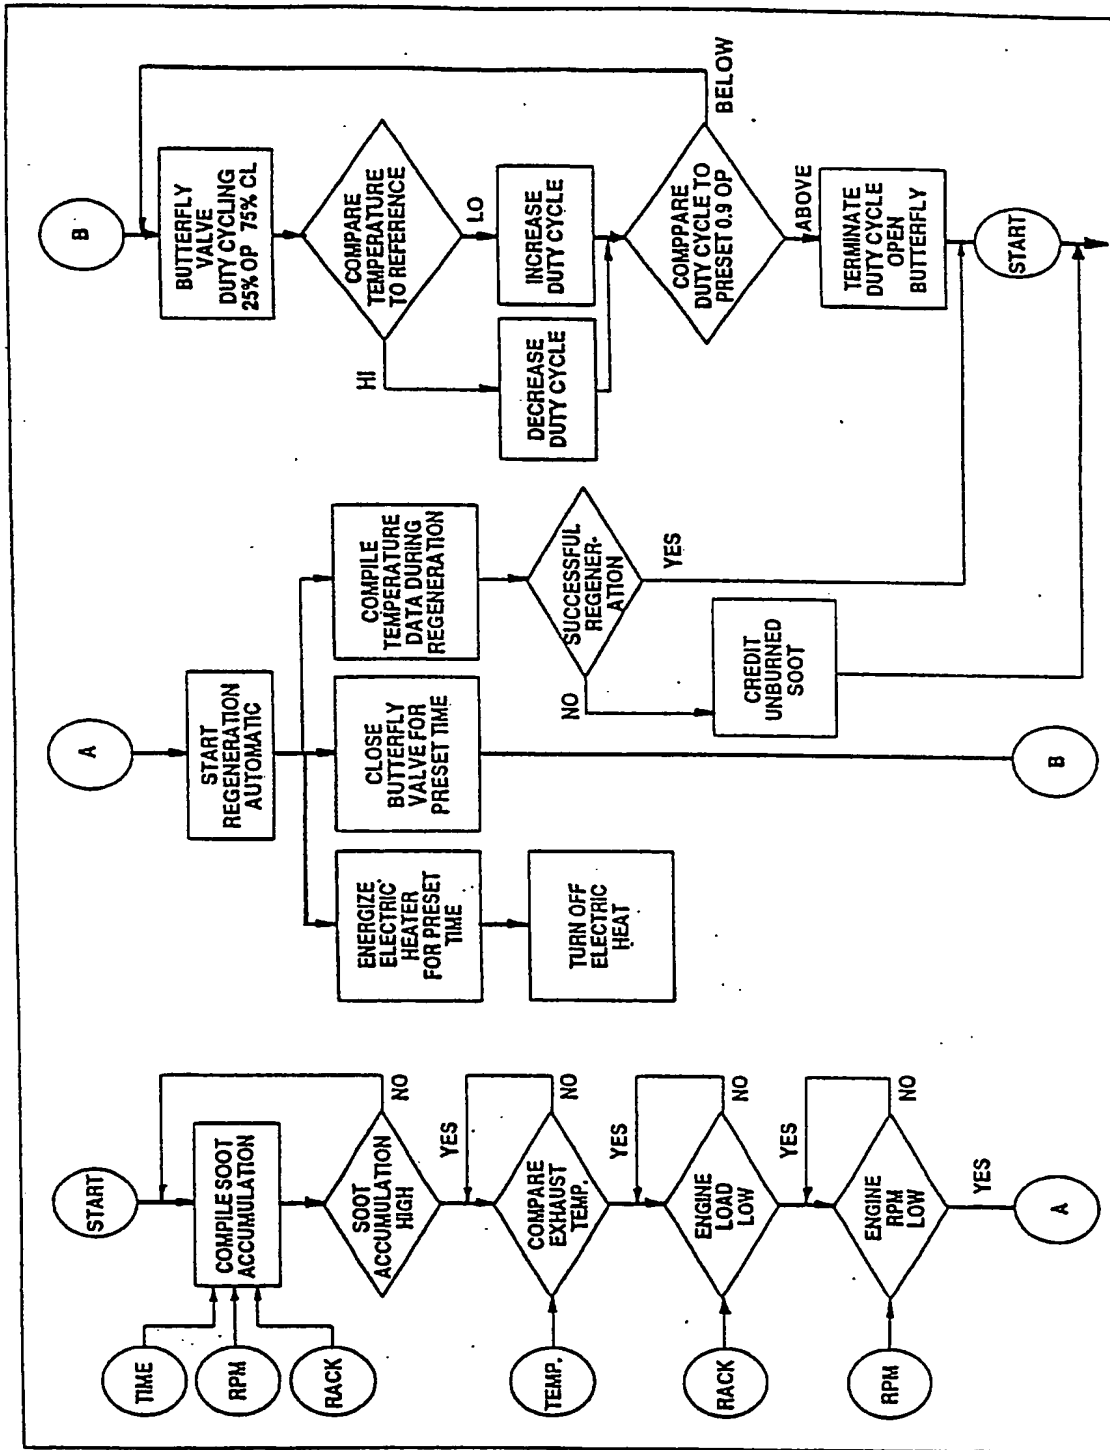 START
TIME
RPM
RACK
COMPILE SOOT
ACCUMULATION
SOOT
ACCUMULATION
HIGH
NO
YES
TEMP.
COMPARE
EXHAUST
TEMP.
NO
YES
RACK
ENGINE
LOAD
LOW
NO
YES
RPM
ENGINE
RPM
LOW
NO
YES
A
A
START
REGENERATION
AUTOMATIC
ENERGIZE
ELECTRIC
HEATER
FOR PRESET
TIME
TURN OFF
ELECTRIC
HEAT
CLOSE
BUTTERFLY
VALVE FOR
PRESET TIME
B
COMPILE
TEMPERATURE
DATA DURING
REGENERATION
SUCCESSFUL
REGENER-
ATION
NO
YES
CREDIT
UNBURNED
SOOT
B
BUTTERFLY
VALVE
DUTY CYCLING
25% OP 75% CL
COMPARE
TEMPERATURE
TO REFERENCE
HI
LO
DECREASE
DUTY CYCLE
INCREASE
DUTY CYCLE
COMPPARE
DUTY CYCLE TO
PRESET 0.9 OP
BELOW
ABOVE
TERMINATE
DUTY CYCLE
OPEN
BUTTERFLY
START